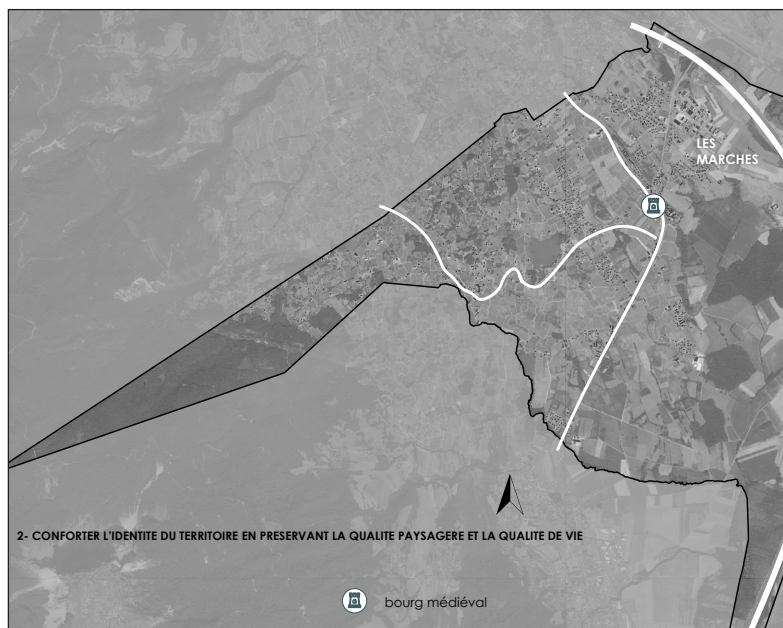 LES
MARCHES
2- CONFORTER L'IDENTITE DU TERRITOIRE EN PRESERVANT LA QUALITE PAYSAGERE ET LA QUALITE DE VIE
bourg médiéval